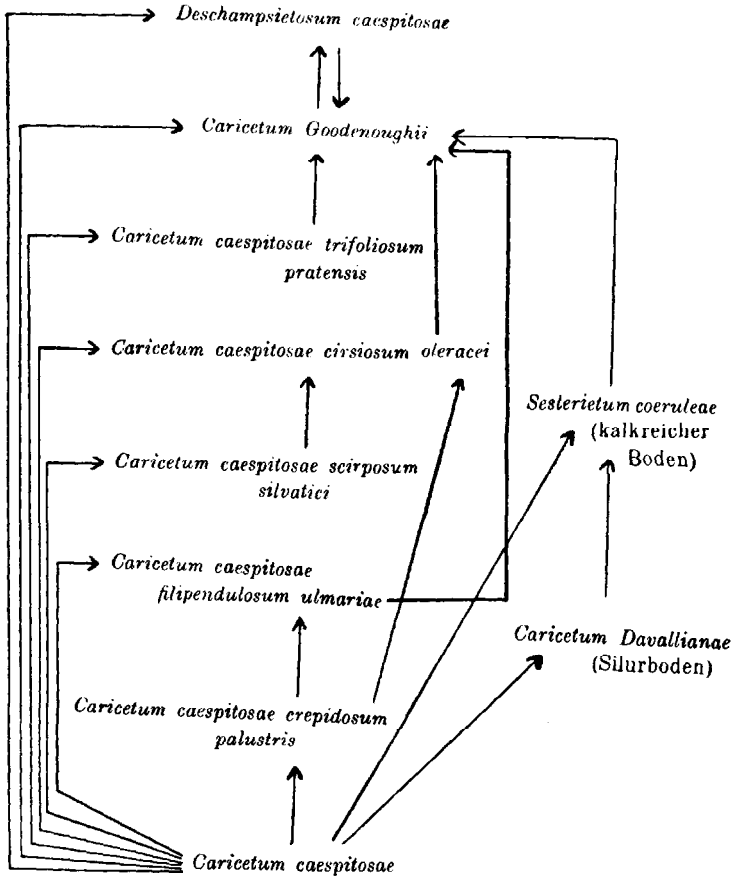 Deschampsietosum caespitosae
Caricetum Goodenoughii
Caricetum caespitosae trifoliosum
pratensis
Caricetum caespitosae cirsiosum oleracei
Seslerietum coeruleae
(kalkreicher
Boden)
Caricetum caespitosae scirposum
silvatici
Caricetum caespitosae
filipendulosum ulmariae
Caricetum Davallianae
(Silurboden)
Caricetum caespitosae crepidosum
palustris
Caricetum caespitosae